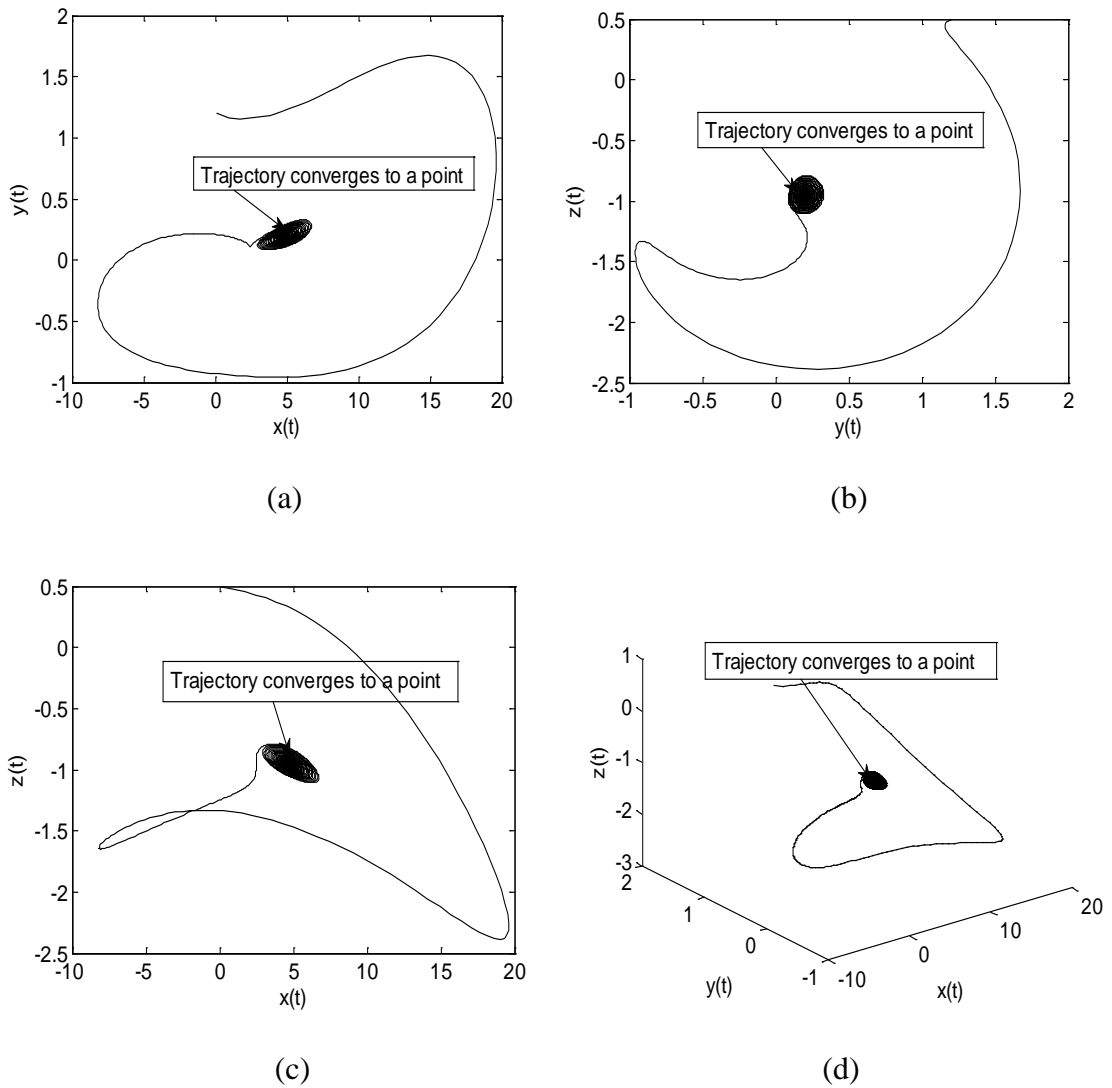 2
1.5
1
0.5
0
-0.5
-1
y(t)
Trajectory converges to a point
-10 -5 0 5 10 15 20
x(t)
(a)
0.5
0
-0.5
-1
-1.5
-2
-2.5
z(t)
Trajectory converges to a point
-1 -0.5 0 0.5 1 1.5 2
y(t)
(b)
0.5
0
-0.5
-1
-1.5
-2
-2.5
z(t)
Trajectory converges to a point
-10 -5 0 5 10 15 20
x(t)
(c)
Trajectory converges to a point
1
0
-1
-2
-3
z(t)
2
1
0
-1
y(t)
-10
0
10
20
x(t)
(d)